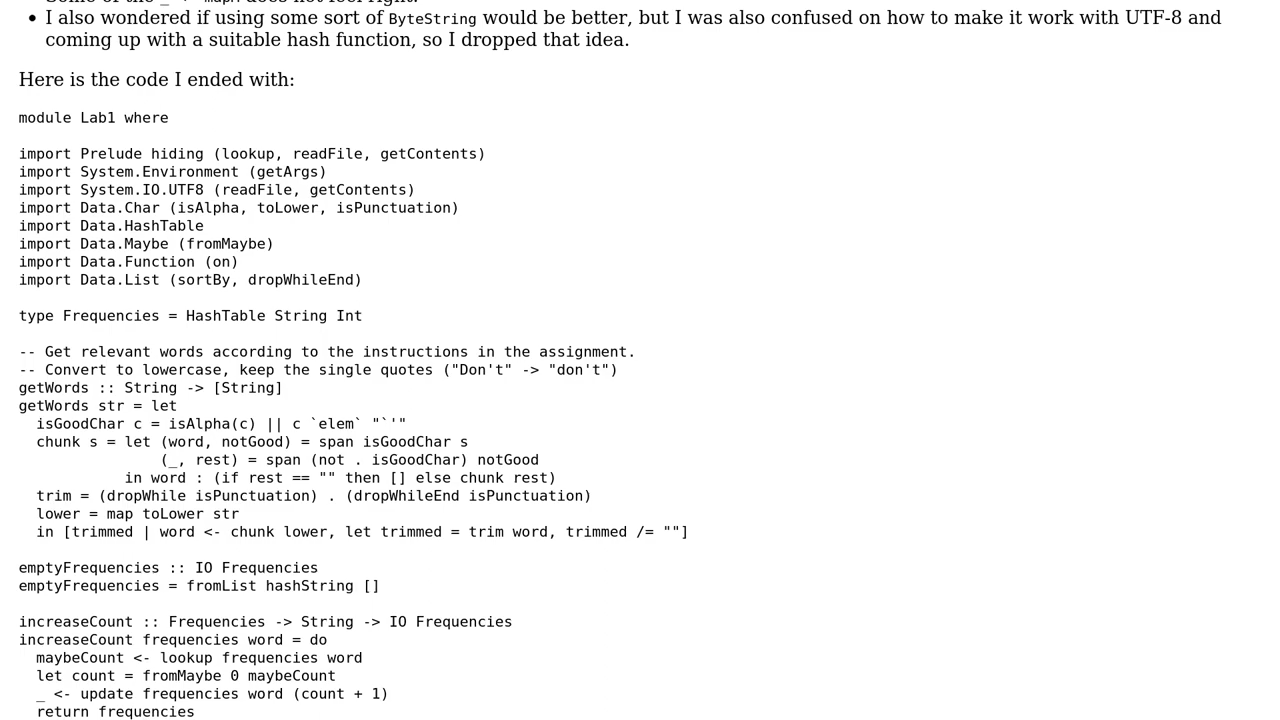 Some of the _ <- mapM does not feel right.
• I also wondered if using some sort of ByteString would be better, but I was also confused on how to make it work with UTF-8 and
coming up with a suitable hash function, so I dropped that idea.
Here is the code I ended with:
module Lab1 where
import Prelude hiding (lookup, readFile, getContents)
import System.Environment (getArgs)
import System.IO.UTF8 (readFile, getContents)
import Data.Char (isAlpha, toLower, isPunctuation)
import Data.HashTable
import Data.Maybe (fromMaybe)
import Data.Function (on)
import Data.List (sortBy, dropWhileEnd)
type Frequencies = HashTable String Int
-- Get relevant words according to the instructions in the assignment.
-- Convert to lowercase, keep the single quotes ("Don't" -> "don't")
getWords :: String -> [String]
getWords str = let
  isGoodChar c = isAlpha(c) || c `elem` "`'"
  chunk s = let (word, notGood) = span isGoodChar s
                (_, rest) = span (not . isGoodChar) notGood
            in word : (if rest == "" then [] else chunk rest)
  trim = (dropWhile isPunctuation) . (dropWhileEnd isPunctuation)
  lower = map toLower str
  in [trimmed | word <- chunk lower, let trimmed = trim word, trimmed /= ""]
emptyFrequencies :: IO Frequencies
emptyFrequencies = fromList hashString []
increaseCount :: Frequencies -> String -> IO Frequencies
increaseCount frequencies word = do
  maybeCount <- lookup frequencies word
  let count = fromMaybe 0 maybeCount
  _ <- update frequencies word (count + 1)
  return frequencies